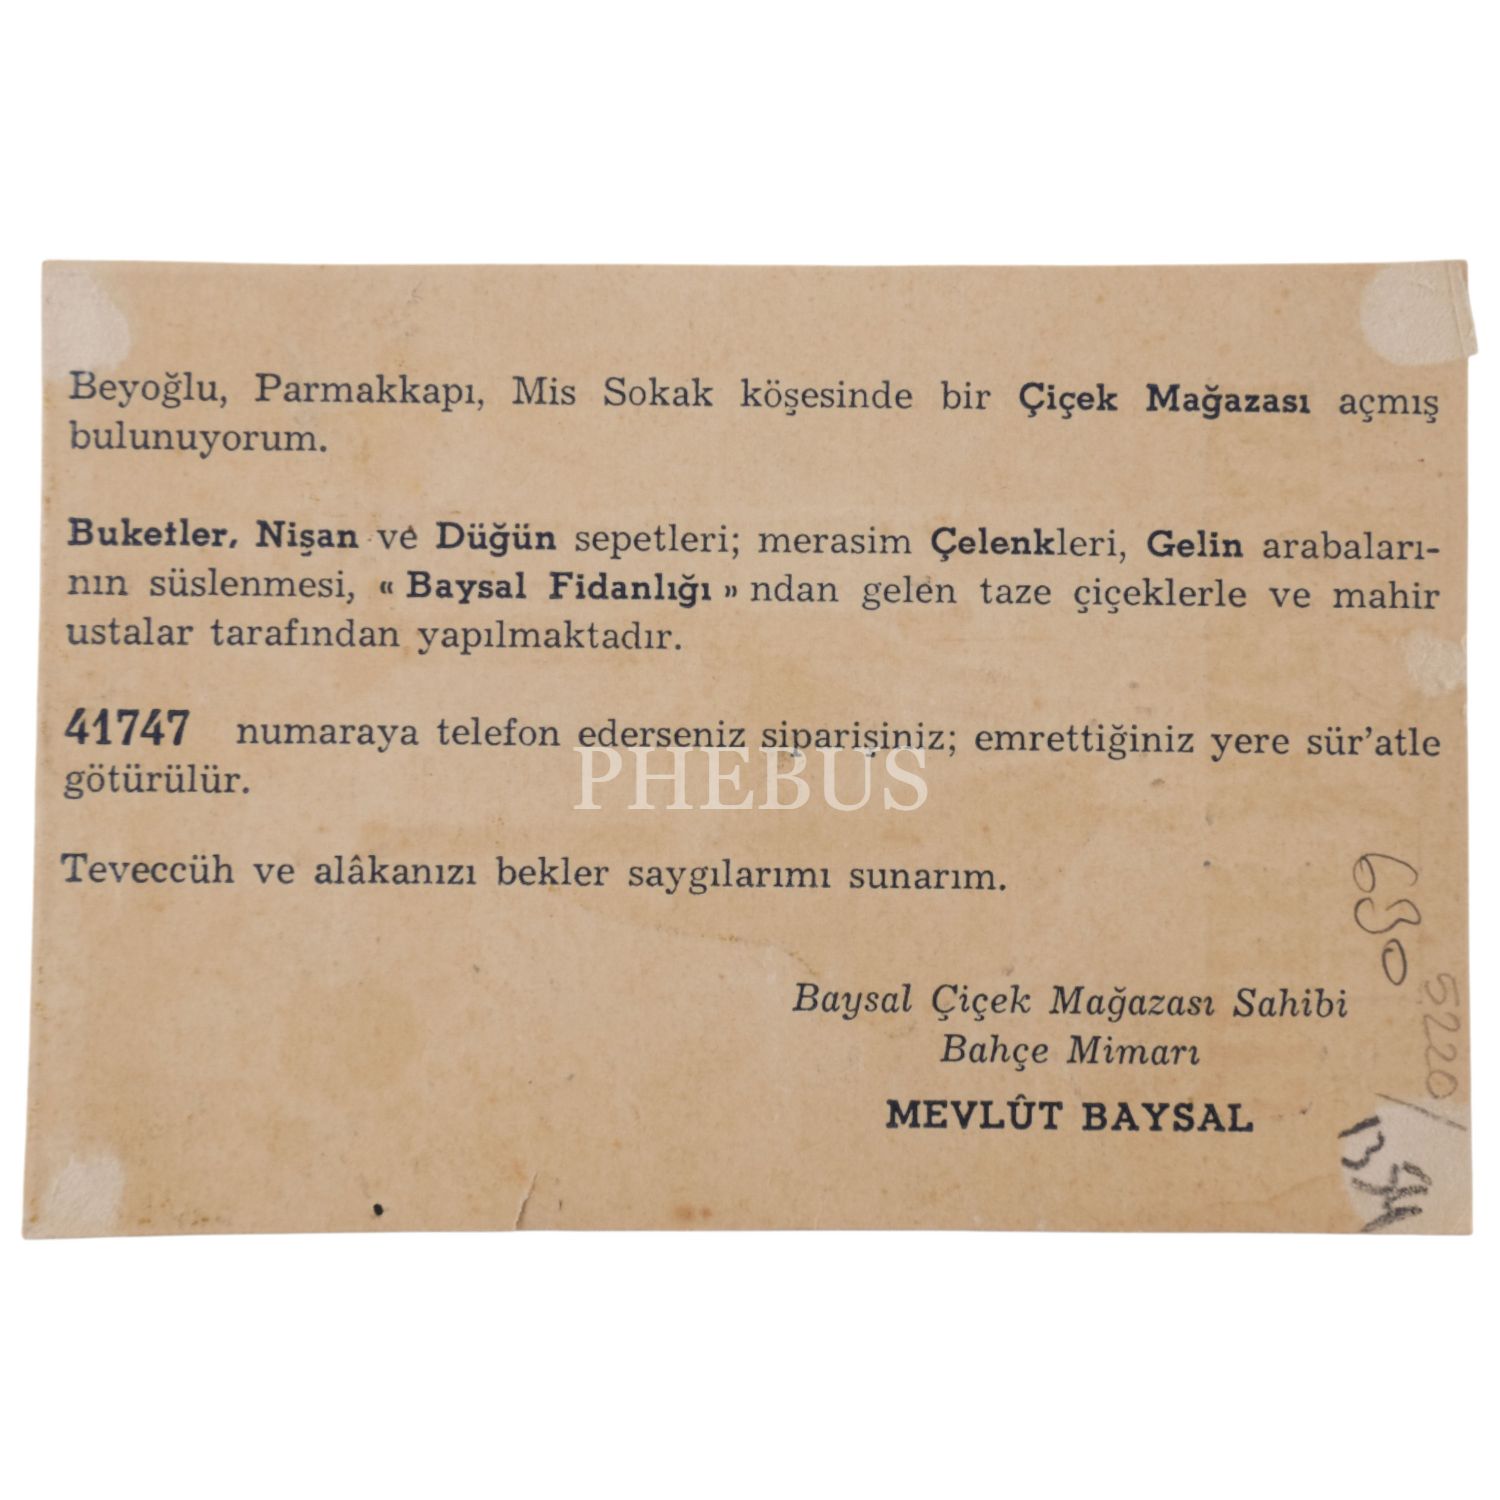 Beyoğlu, Parmakkapı, Mis Sokak köşesinde bir Çiçek Mağazası açmış
bulunuyorum.
Buketler, Nişan ve Düğün sepetleri; merasim Çelenkleri, Gelin arabaları-
nın süslenmesi, « Baysal Fidanlığı » ndan gelen taze çiçeklerle ve mahir
ustalar tarafından yapılmaktadır.
41747 numaraya telefon ederseniz siparişiniz; emrettiğiniz yere sür'atle
götürülür.
PHEBUS
Teveccüh ve alâkanızı bekler saygılarımı sunarım.
Baysal Çiçek Mağazası Sahibi
Bahçe Mimarı
MEVLÛT BAYSAL
630
5220/